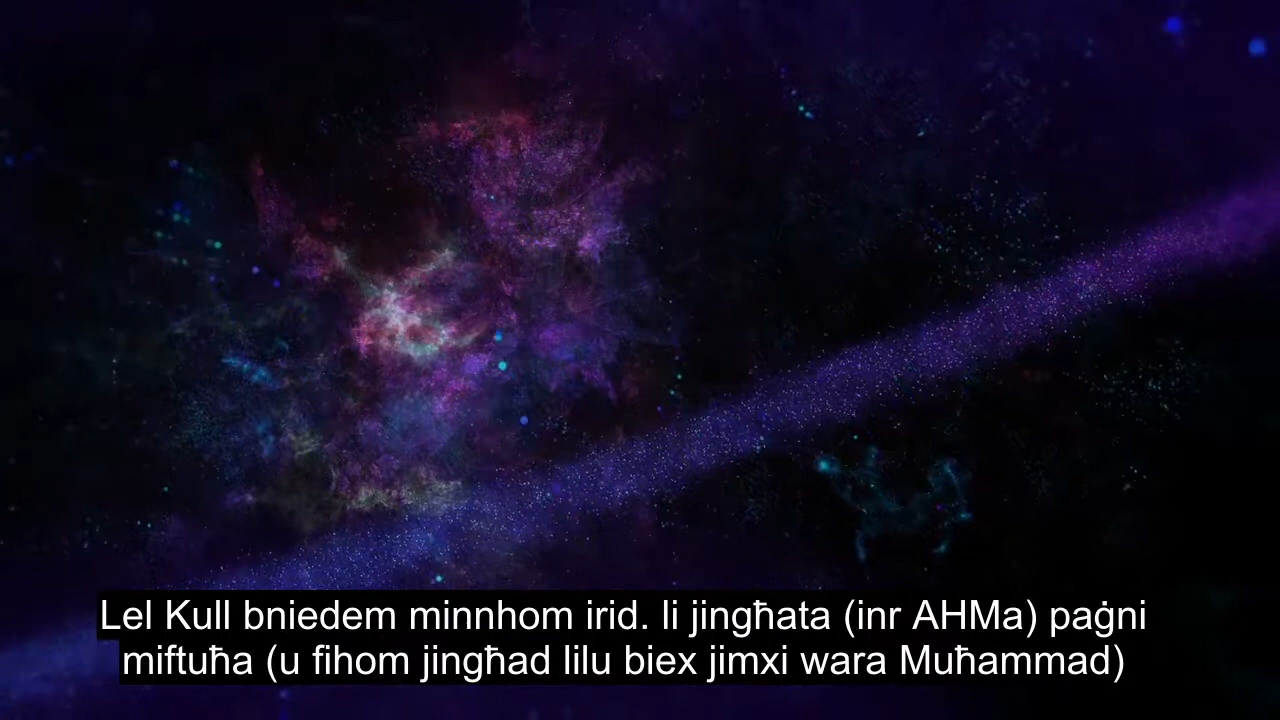 Lel Kull bniedem minnhom irid. li jingħata (inr AHMa) paġni
miftuħa (u fihom jingħad lilu biex jimxi wara Muħammad)